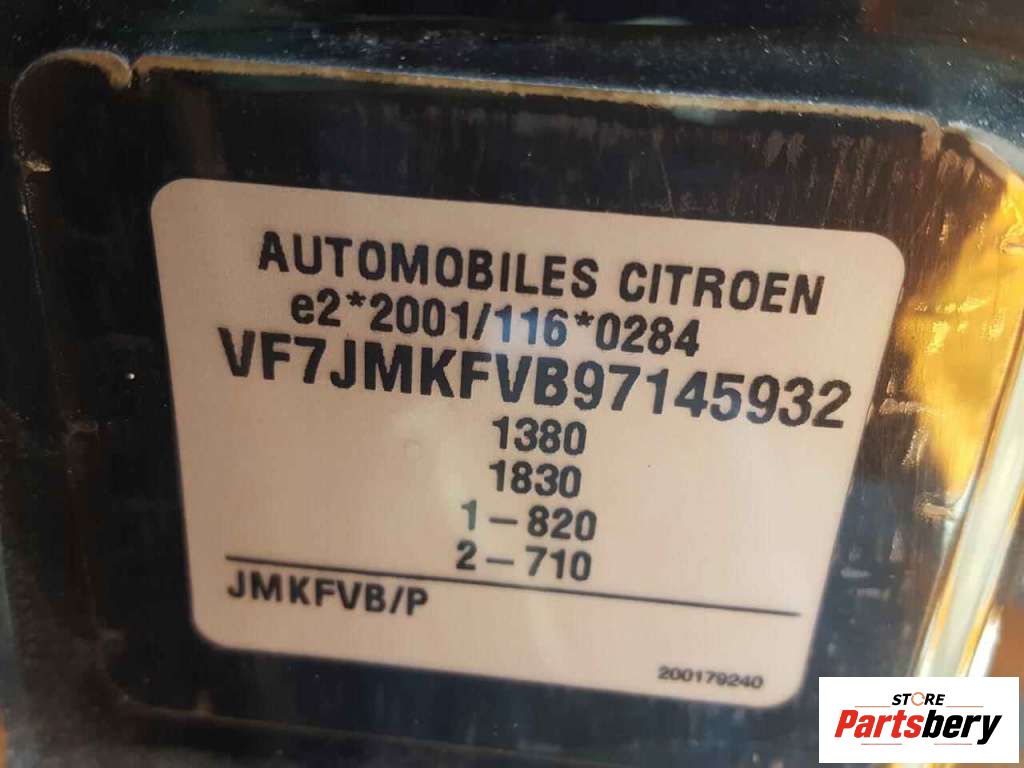 AUTOMOBILES CITROEN
e2*2001/116*0284
VF7JMKFVB97145932
1380
1830
1-820
2-710
JMKFVB/P
200179240
STORE
Partsbery